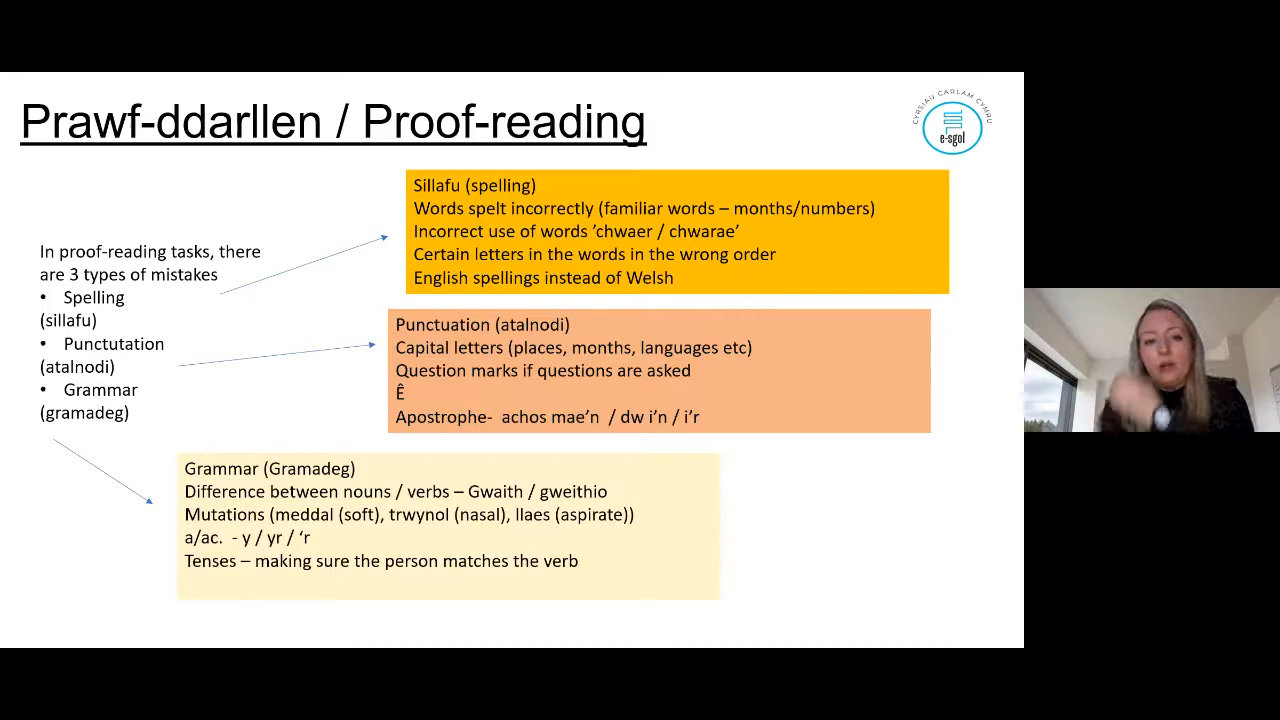 Prawf-ddarllen / Proof-reading
CYRSIAU CARLAM CYMRU
e-sgol
In proof-reading tasks, there
are 3 types of mistakes
• Spelling
(sillafu)
• Punctutation
(atalnodi)
• Grammar
(gramadeg)
Sillafu (spelling)
Words spelt incorrectly (familiar words – months/numbers)
Incorrect use of words ’chwaer / chwarae’
Certain letters in the words in the wrong order
English spellings instead of Welsh
Punctuation (atalnodi)
Capital letters (places, months, languages etc)
Question marks if questions are asked
Ê
Apostrophe- achos mae’n / dw i’n / i’r
Grammar (Gramadeg)
Difference between nouns / verbs – Gwaith / gweithio
Mutations (meddal (soft), trwynol (nasal), llaes (aspirate))
a/ac. - y / yr / ‘r
Tenses – making sure the person matches the verb